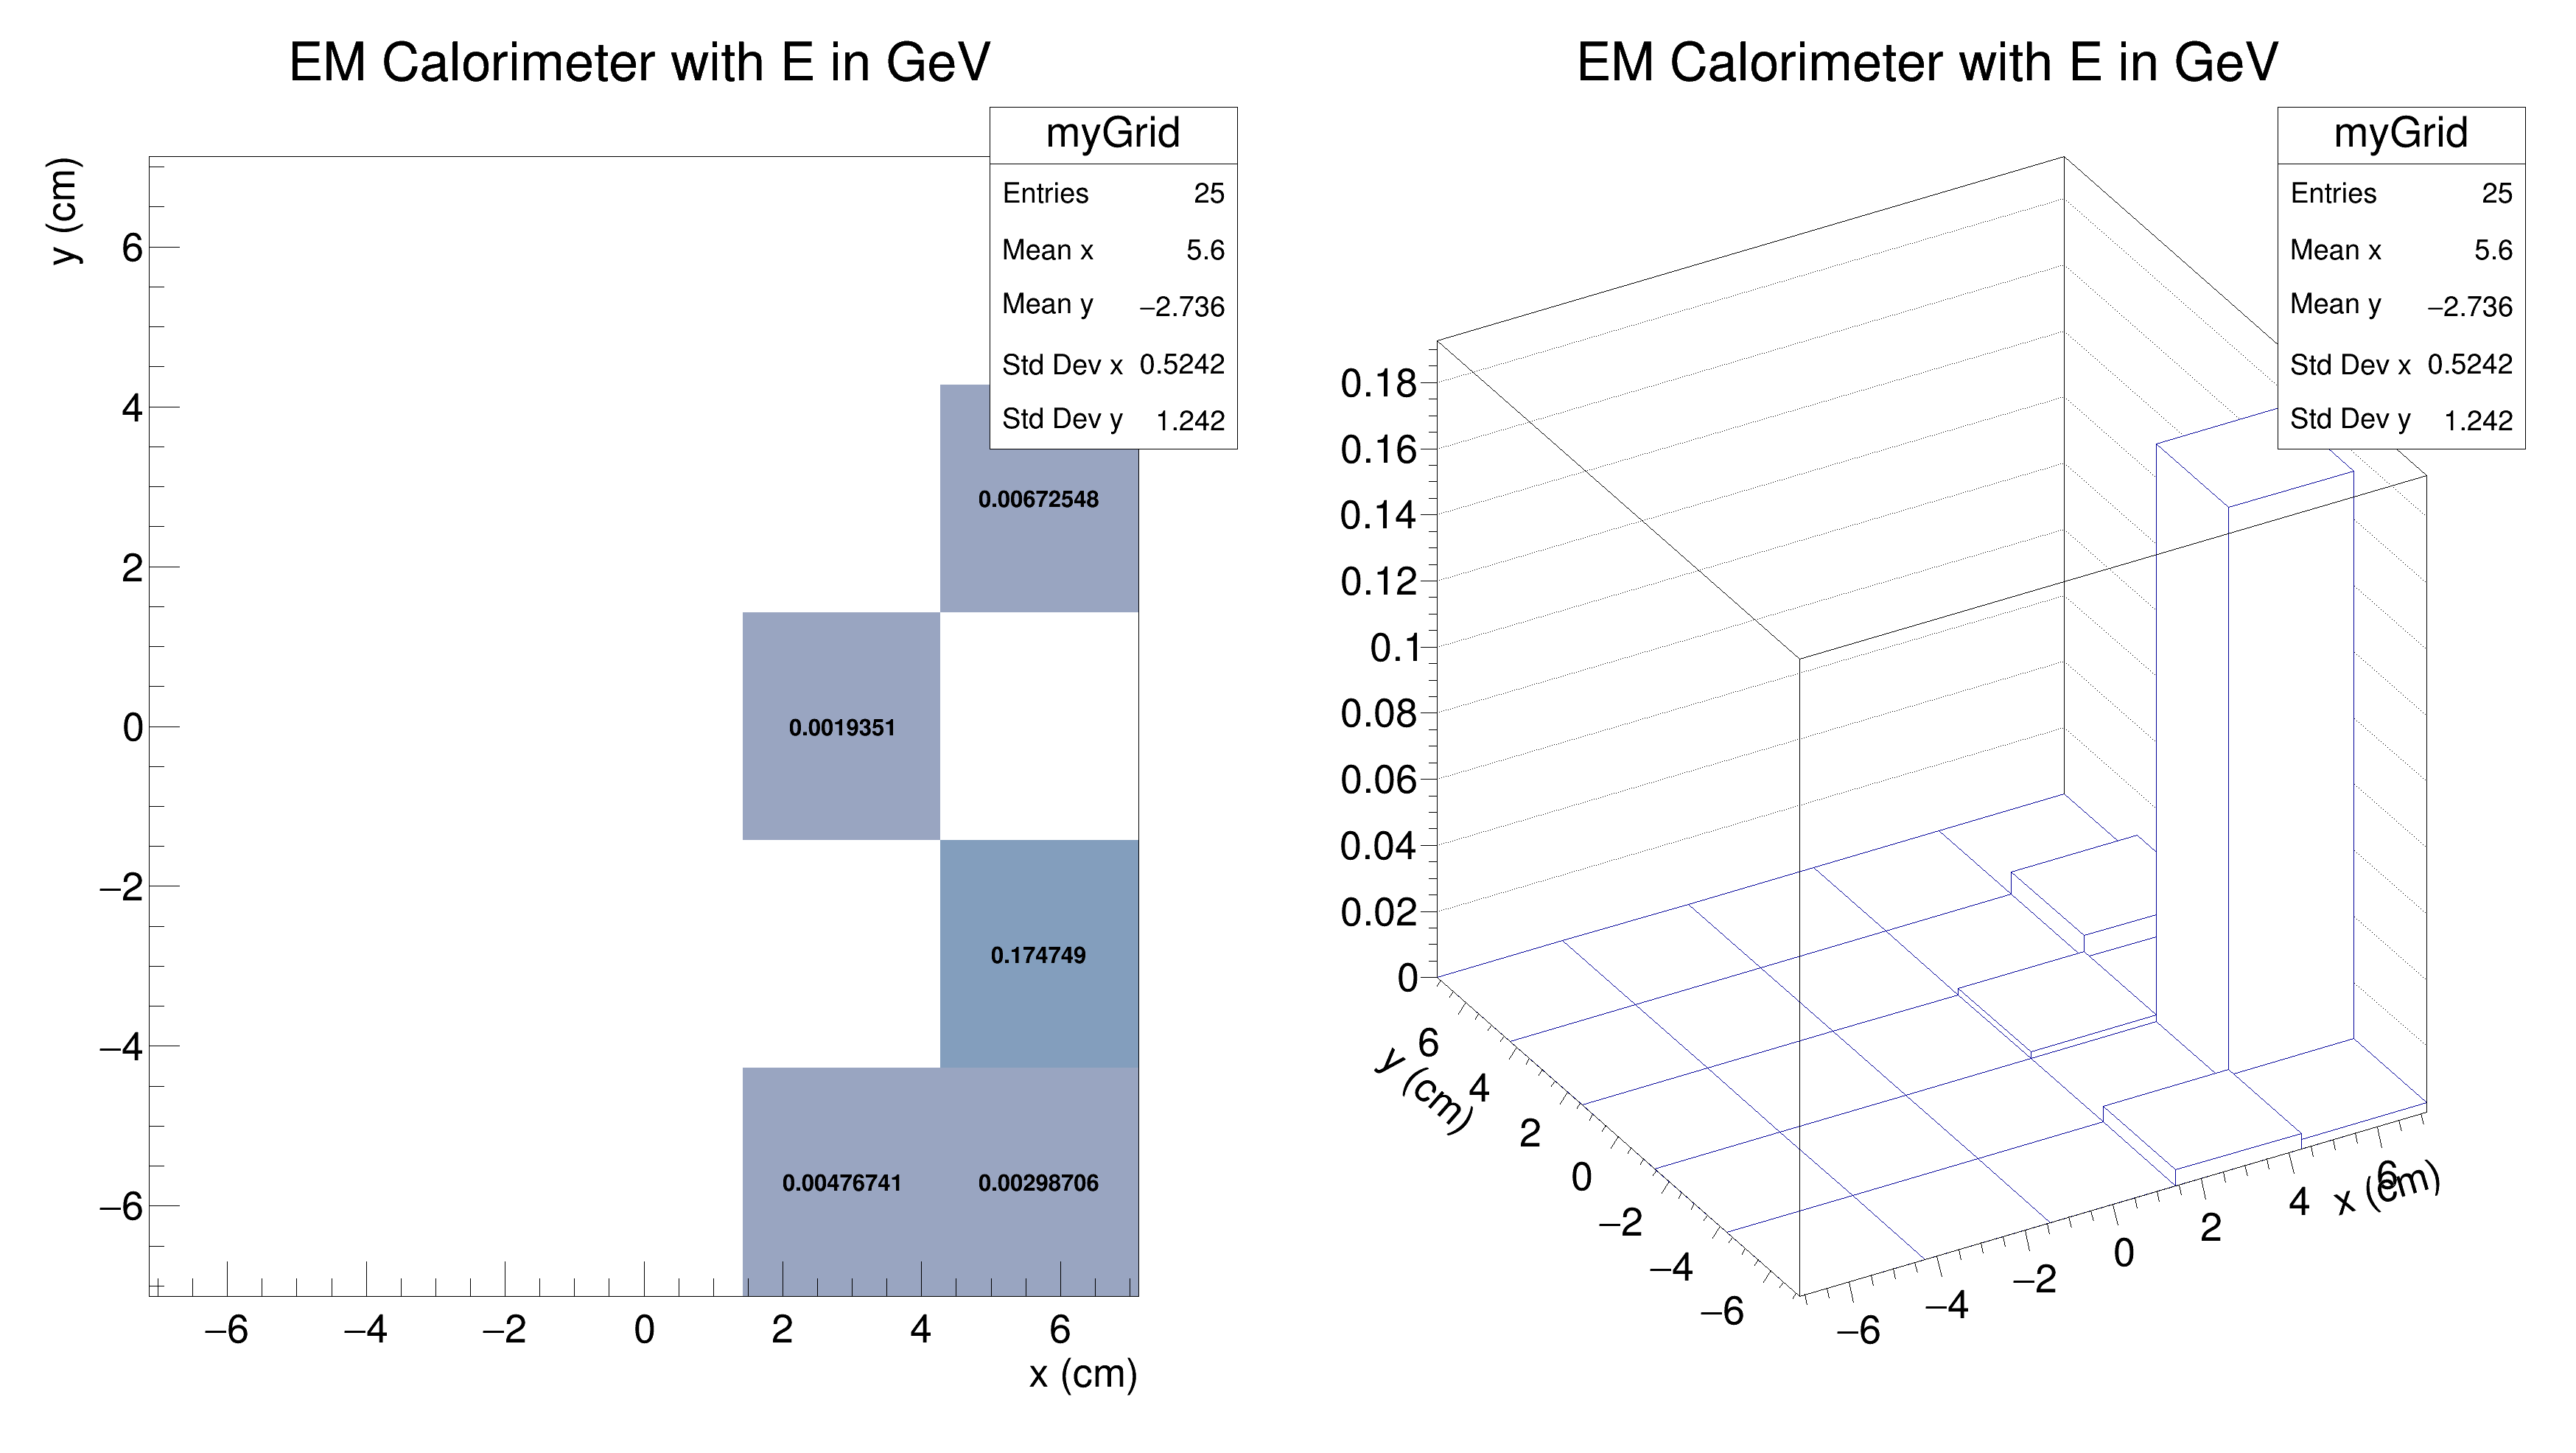 EM Calorimeter with E in GeV
myGrid
Entries 25
Mean x 5.6
Mean y −2.736
Std Dev x 0.5242
Std Dev y 1.242
y (cm)
6
4
2
0
−2
−4
−6
0.00672548
0.0019351
0.174749
0.00476741 0.00298706
−6 −4 −2 0 2 4 6
x (cm)
EM Calorimeter with E in GeV
myGrid
Entries 25
Mean x 5.6
Mean y −2.736
Std Dev x 0.5242
Std Dev y 1.242
0.18
0.16
0.14
0.12
0.1
0.08
0.06
0.04
0.02
0
y (cm)
6
4
2
0
−2
−4
−6
−6
−4
−2
0
2
4
6
x (cm)